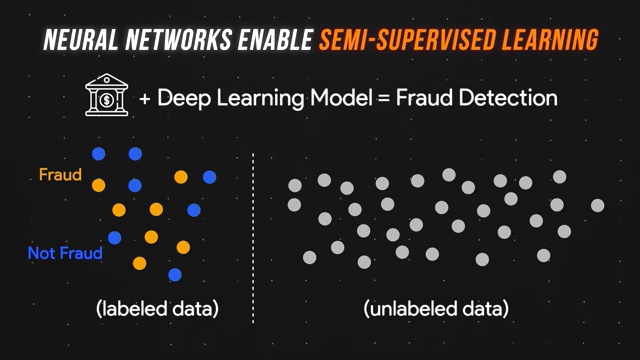 NEURAL NETWORKS ENABLE SEMI-SUPERVISED LEARNING
$ + Deep Learning Model = Fraud Detection
Fraud
Not Fraud
(labeled data)
(unlabeled data)